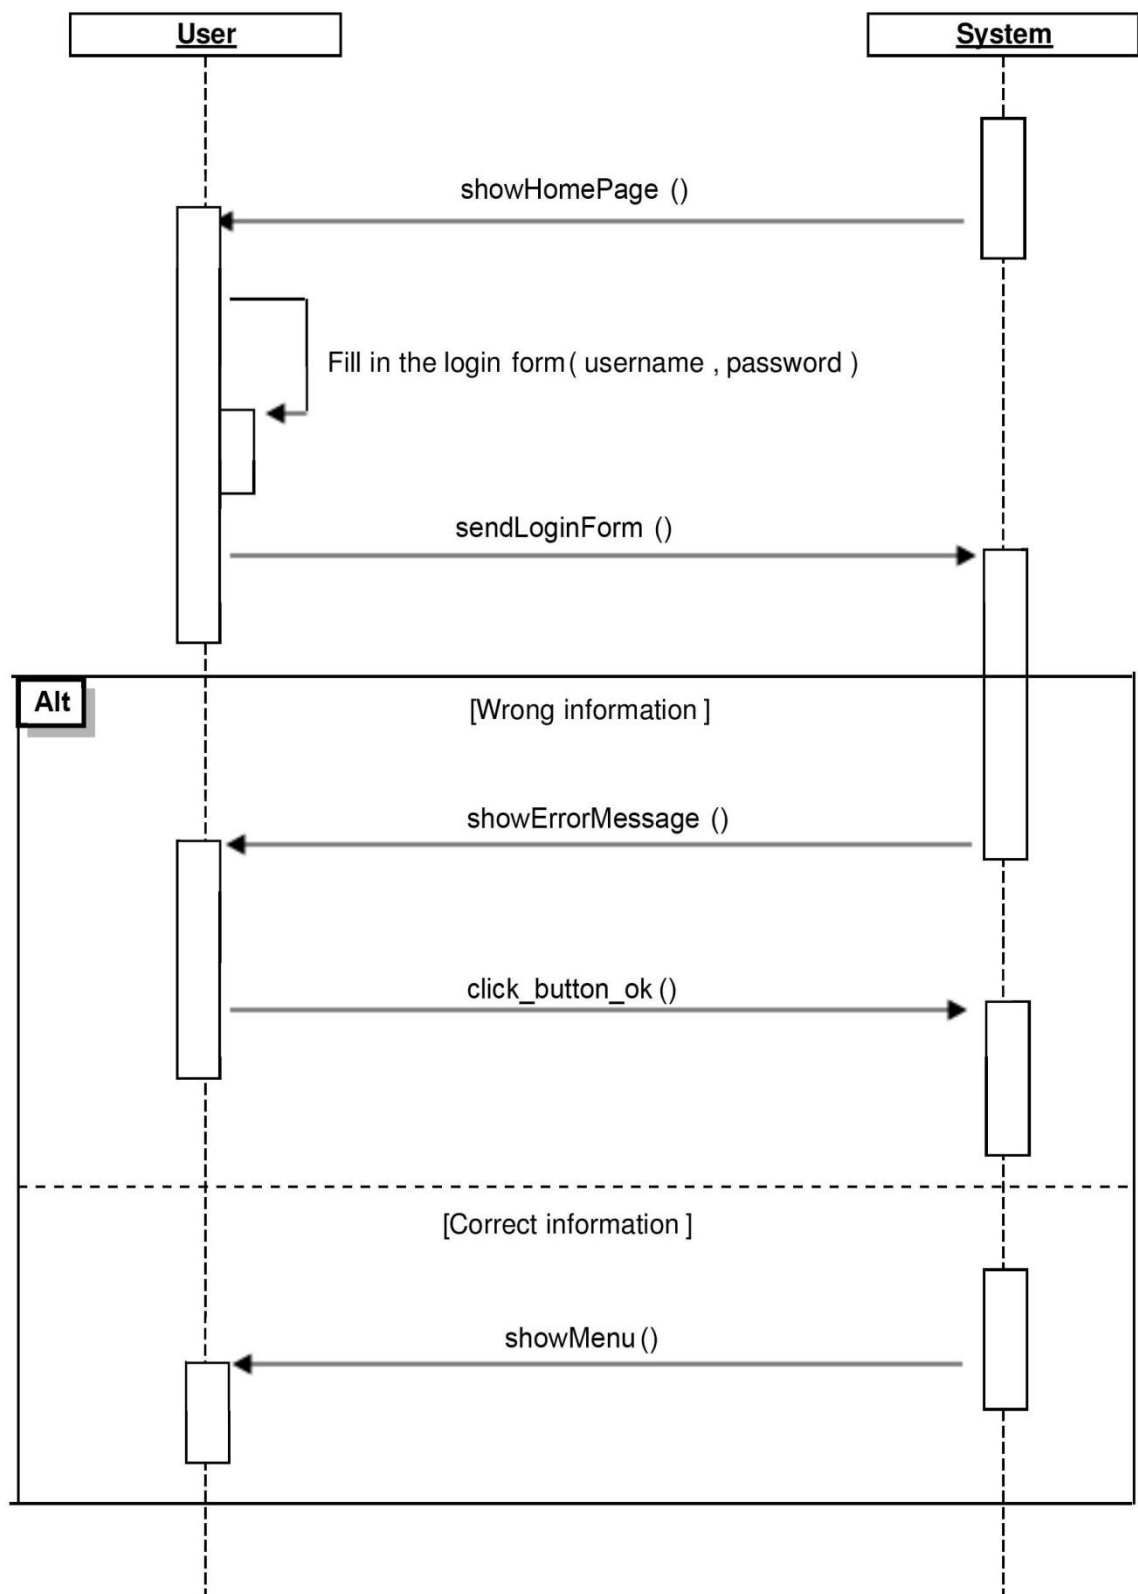 User
System
showHomePage ()
Fill in the login form( username , password )
sendLoginForm ()
Alt
[Wrong information ]
showErrorMessage ()
click_button_ok ()
[Correct information ]
showMenu ()